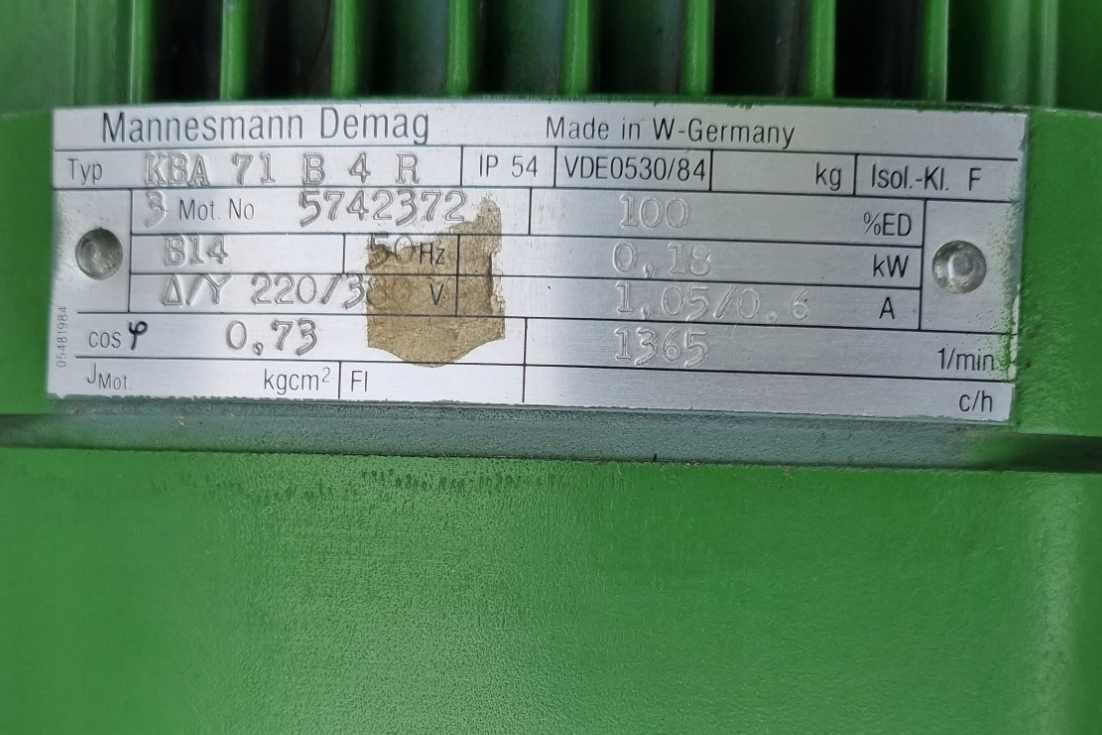 Mannesmann Demag Made in W-Germany
Typ KBA 71 B 4 R IP 54 VDE0530/84 kg Isol.-Kl. F
3 Mot. No 5742372 100 %ED
B14 50 Hz 0,18 kW
Δ/Y 220/380 V 1,05/0,6 A
cos φ 0,73 1365 1/min
JMot. kgcm² FI c/h
05481984